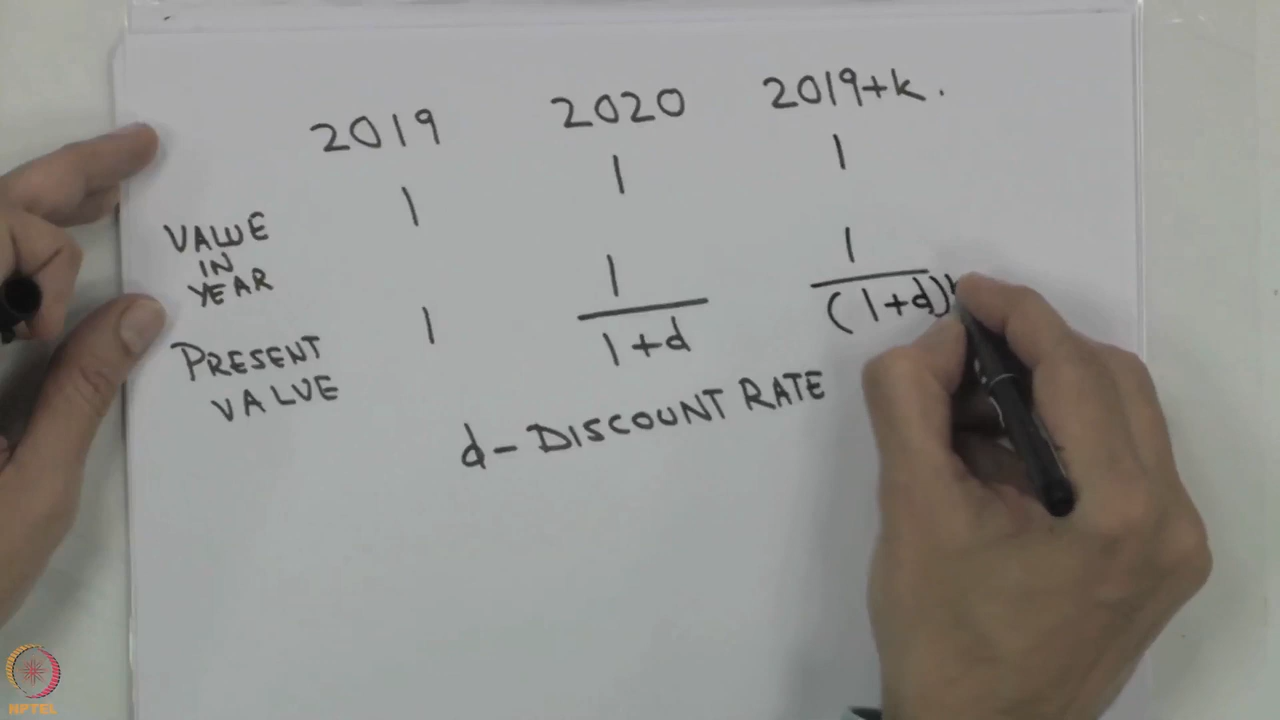 2019 2020 2019+k.
1 1 1
VALUE IN YEAR
1 1/(1+d) 1/(1+d)
PRESENT VALUE
d - DISCOUNT RATE
NPTEL